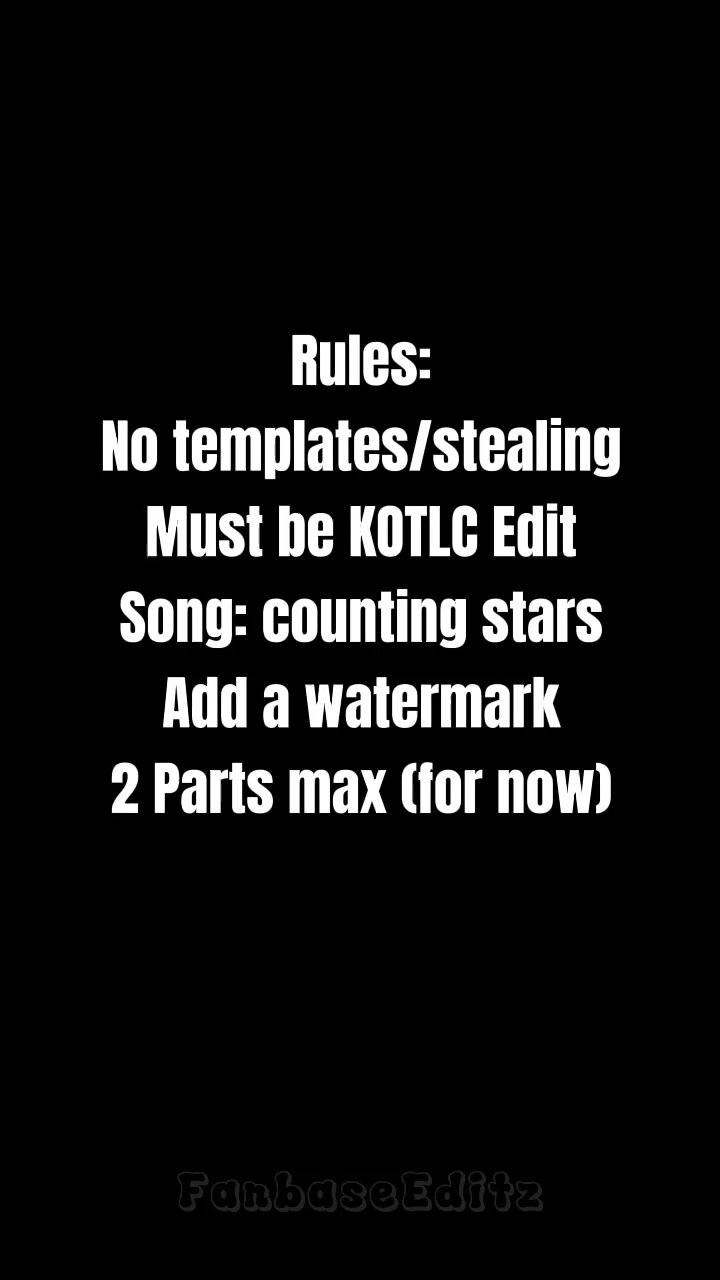 Rules:
No templates/stealing
Must be KOTLC Edit
Song: counting stars
Add a watermark
2 Parts max (for now)
FanbaseEditz